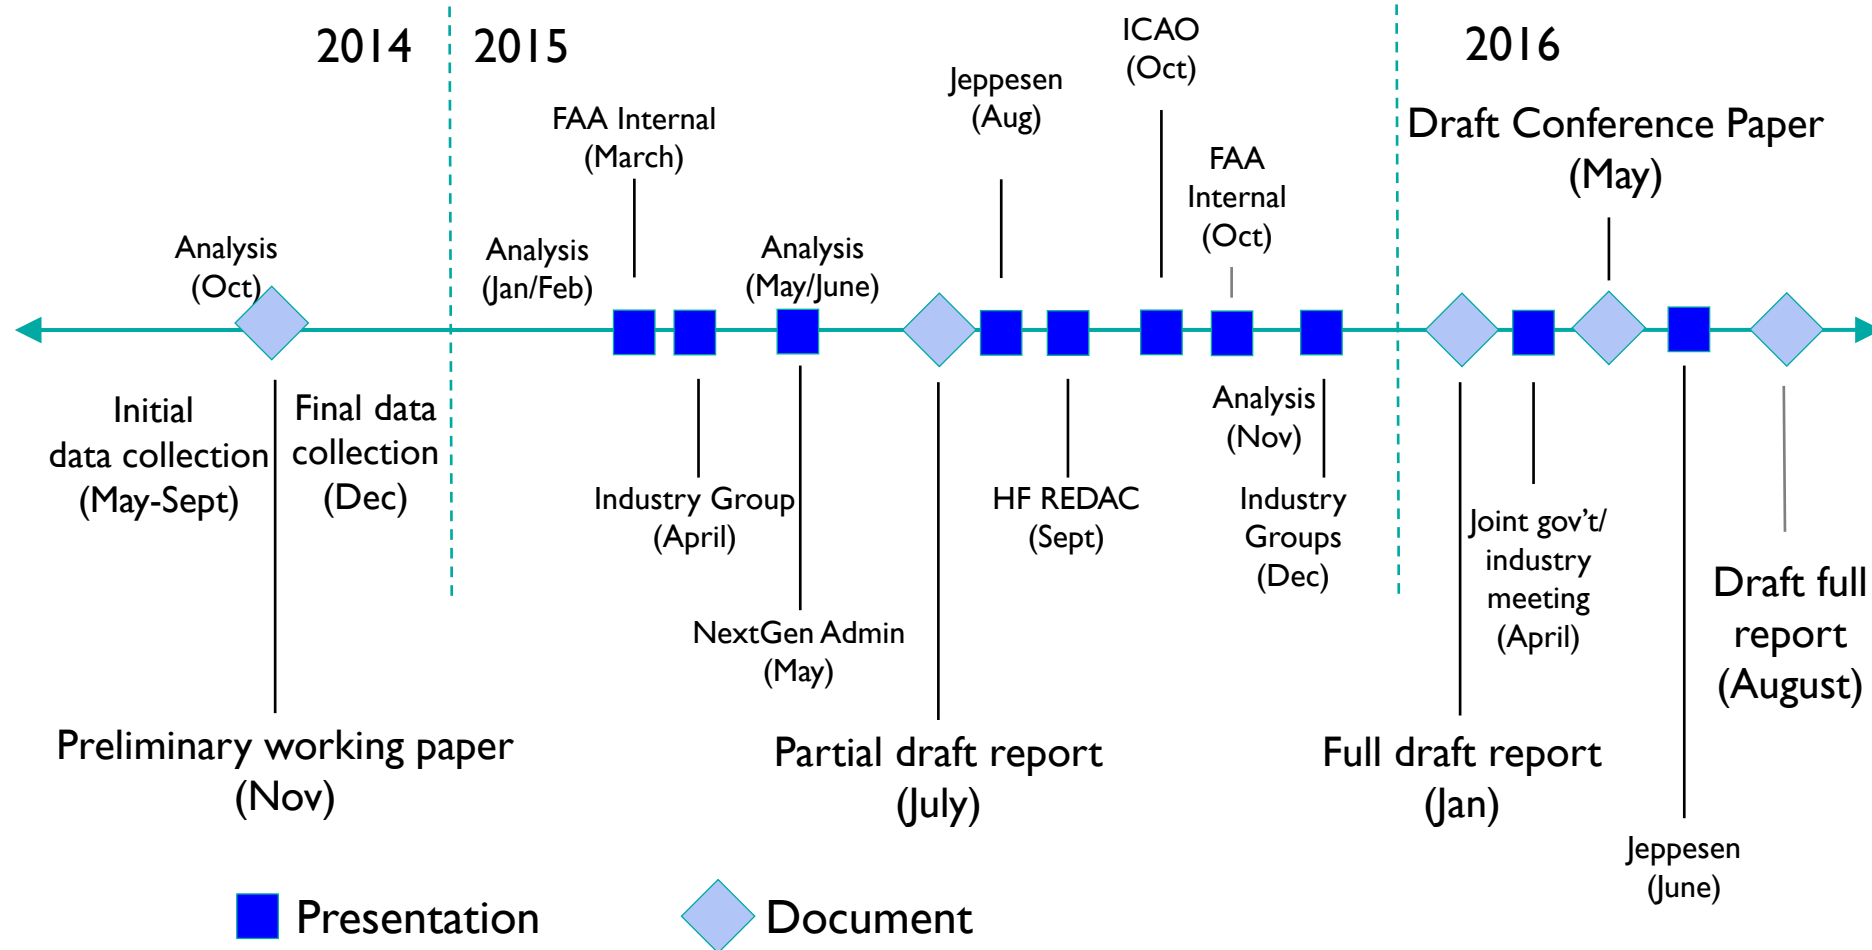 2014
2015
2016
ICAO
(Oct)
Jeppesen
(Aug)
FAA Internal
(March)
FAA
Internal
(Oct)
Draft Conference Paper
(May)
Analysis
(Oct)
Analysis
(Jan/Feb)
Analysis
(May/June)
Initial
data collection
(May-Sept)
Final data
collection
(Dec)
Industry Group
(April)
NextGen Admin
(May)
HF REDAC
(Sept)
Analysis
(Nov)
Industry
Groups
(Dec)
Joint gov’t/
industry
meeting
(April)
Draft full
report
(August)
Preliminary working paper
(Nov)
Partial draft report
(July)
Full draft report
(Jan)
Jeppesen
(June)
Presentation
Document